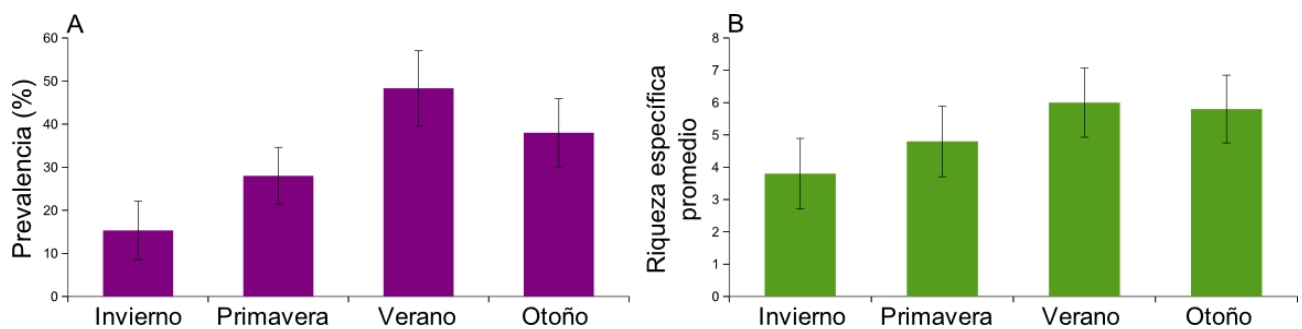 A
Prevalencia (%)
60
50
40
30
20
10
0
Invierno Primavera Verano Otoño
B
Riqueza específica
promedio
8
7
6
5
4
3
2
1
0
Invierno Primavera Verano Otoño